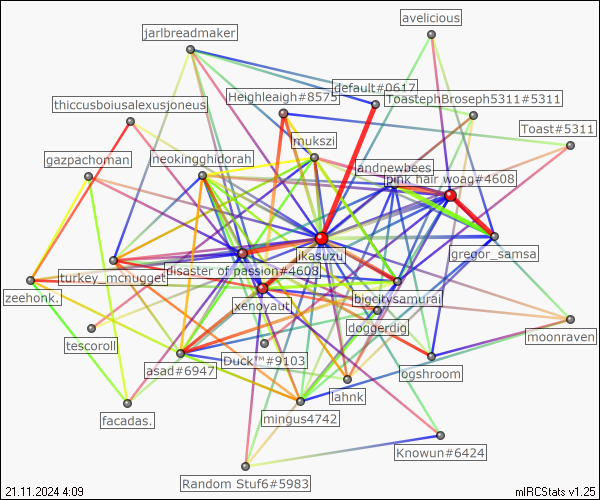 avelicious
jarlbreadmaker
default#0617
Heighleaigh#8575
ToastephBroseph5311#5311
thiccusboiusalexusjoneus
Toast#5311
mukszi
gazpachoman
neokingghidorah
andnewbees
pink hair woag#4608
jkasuzu
gregor_samsa
turkey_mcnugget
disaster of passion#4608
zeehonk.
xenoyaut
bigcitysamurai
doggerdig
moonraven
tescoroll
Duck™#9103
asad#6947
ogshroom
lahnk
facadas.
mingus4742
Knowun#6424
Random Stuf6#5983
21.11.2024 4:09
mIRCStats v1.25